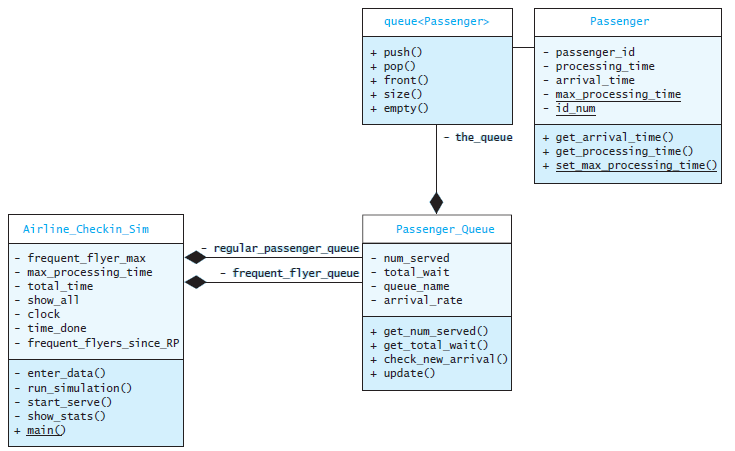 queue<Passenger>
+ push()
+ pop()
+ front()
+ size()
+ empty()
Passenger
- passenger_id
- processing_time
- arrival_time
- max_processing_time
- id_num
+ get_arrival_time()
+ get_processing_time()
+ set_max_processing_time()
- the_queue
Airline_Checkin_Sim
- frequent_flyer_max
- max_processing_time
- total_time
- show_all
- clock
- time_done
- frequent_flyers_since_RP
- enter_data()
- run_simulation()
- start_serve()
- show_stats()
+ main()
- regular_passenger_queue
- frequent_flyer_queue
Passenger_Queue
- num_served
- total_wait
- queue_name
- arrival_rate
+ get_num_served()
+ get_total_wait()
+ check_new_arrival()
+ update()